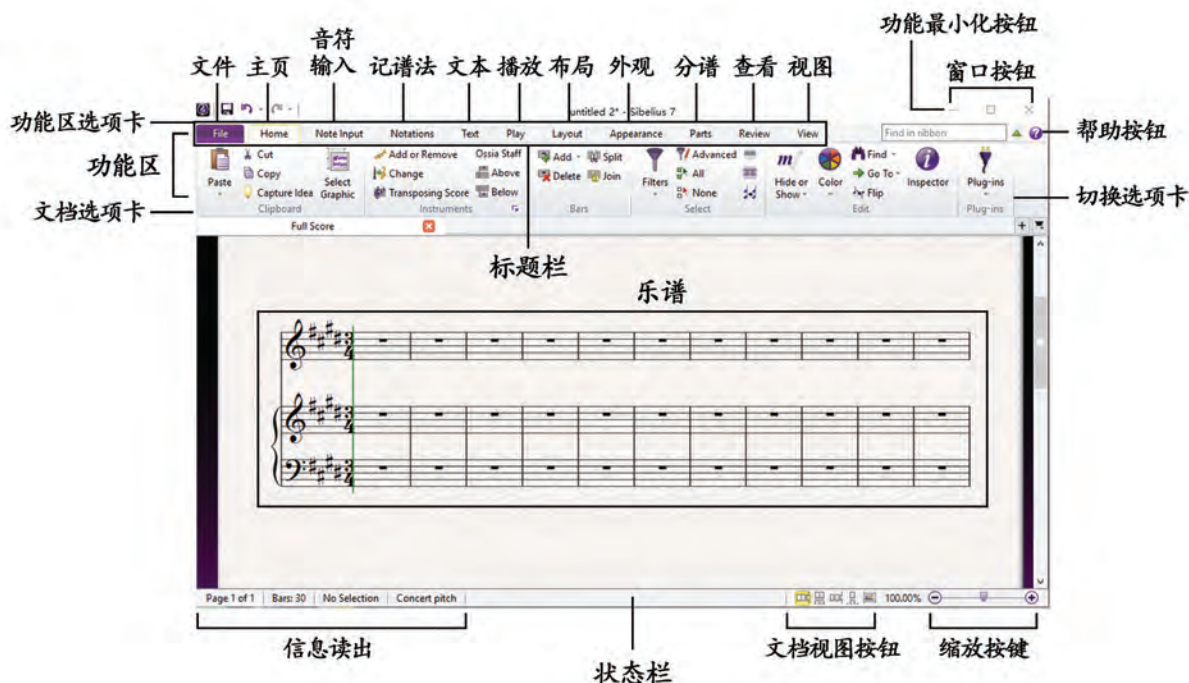 功能最小化按钮
音符
文件 主页 输入 记谱法 文本 播放 布局 外观 分谱 查看 视图 窗口按钮
untitled 2* - Sibelius 7
功能区选项卡
File Home Note Input Notations Text Play Layout Appearance Parts Review View Find in ribbon
帮助按钮
功能区
Cut Add or Remove Ossia Staff Add Split Advanced Find
Paste Copy Select Graphic Change Above Delete Join Filters All Hide or Show Color Go To Inspector Plug-ins
Capture Idea Transposing Score Below None Flip
切换选项卡
文档选项卡
Clipboard Instruments Bars Select Edit Plug-ins
Full Score
标题栏
乐谱
3
4
3
4
3
4
Page 1 of 1 Bars: 30 No Selection Concert pitch 100.00%
信息读出 文档视图按钮 缩放按键
状态栏